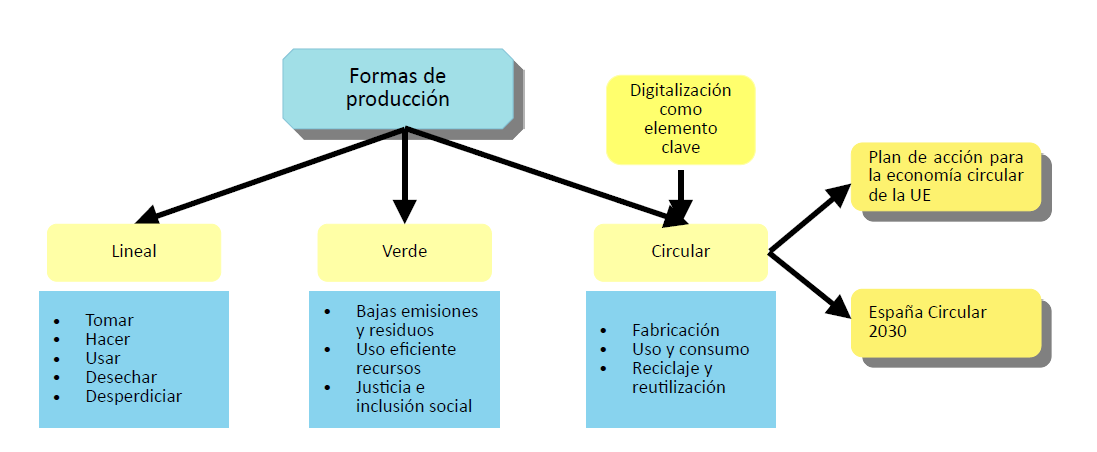 Formas de
producción
Digitalización
como
elemento
clave
Plan de acción para
la economía circular
de la UE
Lineal
Verde
Circular
• Tomar
• Hacer
• Usar
• Desechar
• Desperdiciar
• Bajas emisiones
y residuos
• Uso eficiente
recursos
• Justicia e
inclusión social
• Fabricación
• Uso y consumo
• Reciclaje y
reutilización
España Circular
2030